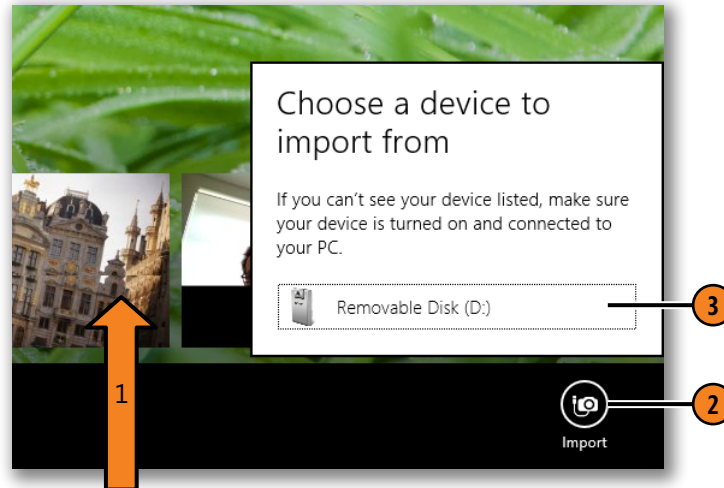 Choose a device to
import from
If you can't see your device listed, make sure
your device is turned on and connected to
your PC.
Removable Disk (D:)
3
1
2
Import